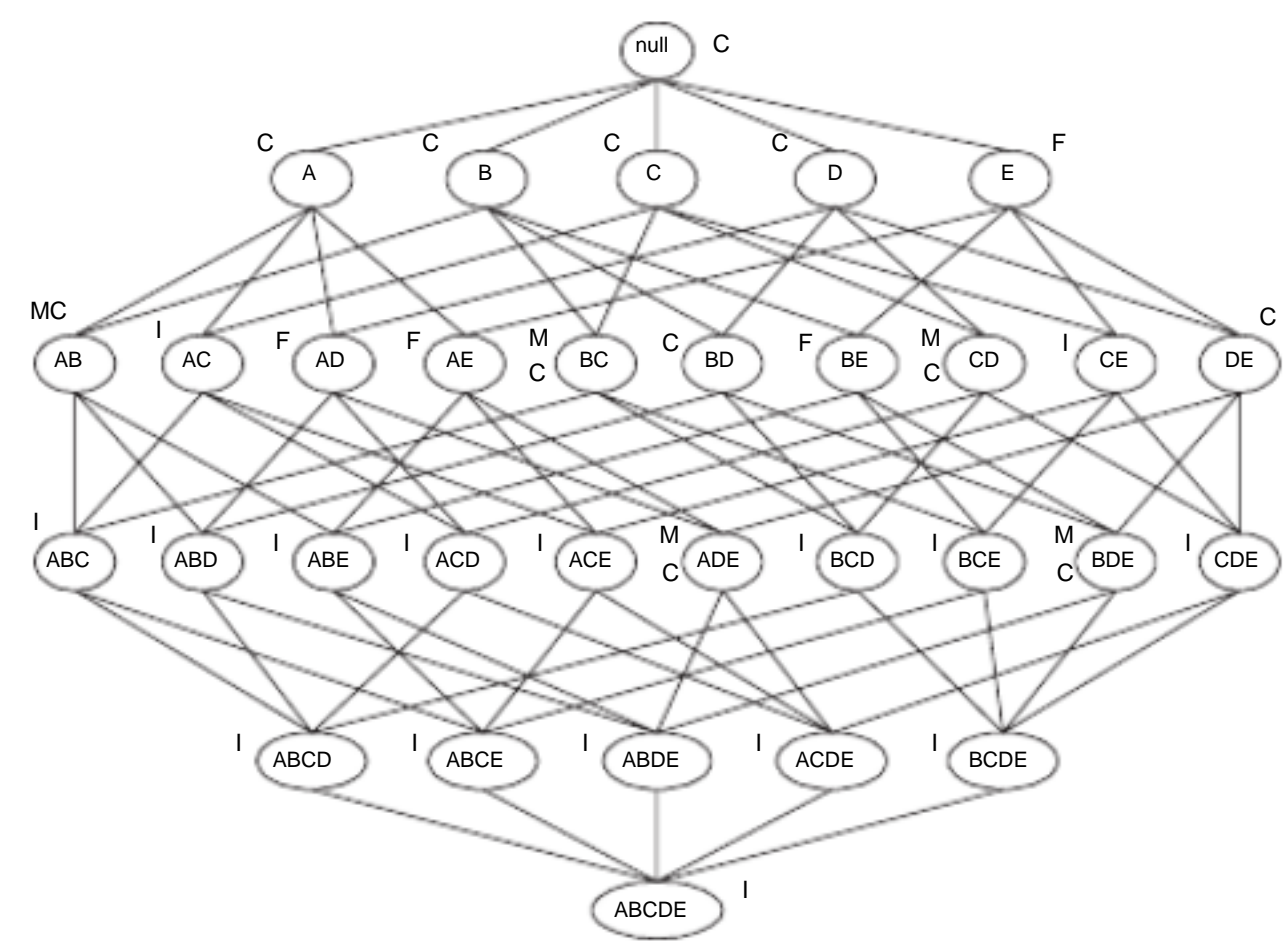 null C
C C C C F
A B C D E
MC I F F M C C F M C I C
AB AC AD AE BC BD BE CD CE DE
I I I I I M C I I M C I
ABC ABD ABE ACD ACE ADE BCD BCE BDE CDE
I I I I I
ABCD ABCE ABDE ACDE BCDE
I
ABCDE